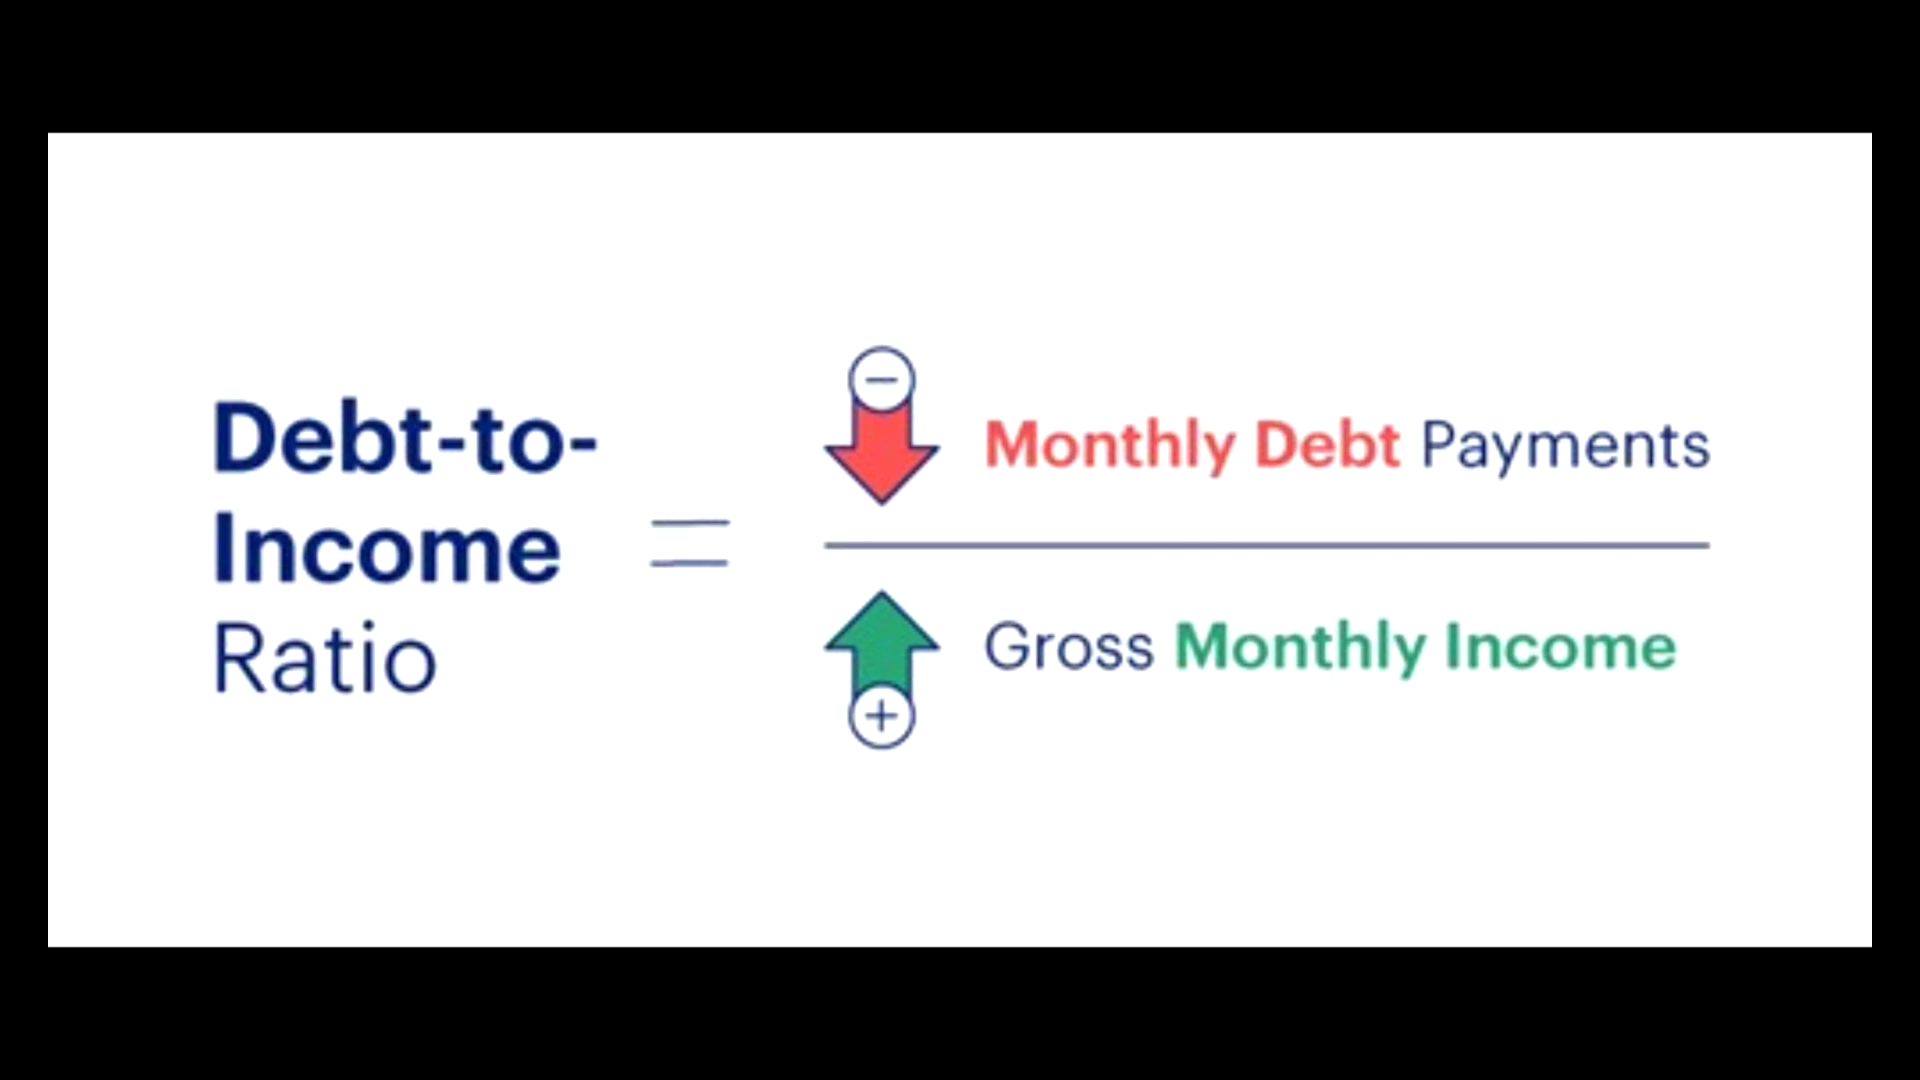 Debt-to-
Income
Ratio
=
−
Monthly Debt Payments
Gross Monthly Income
+